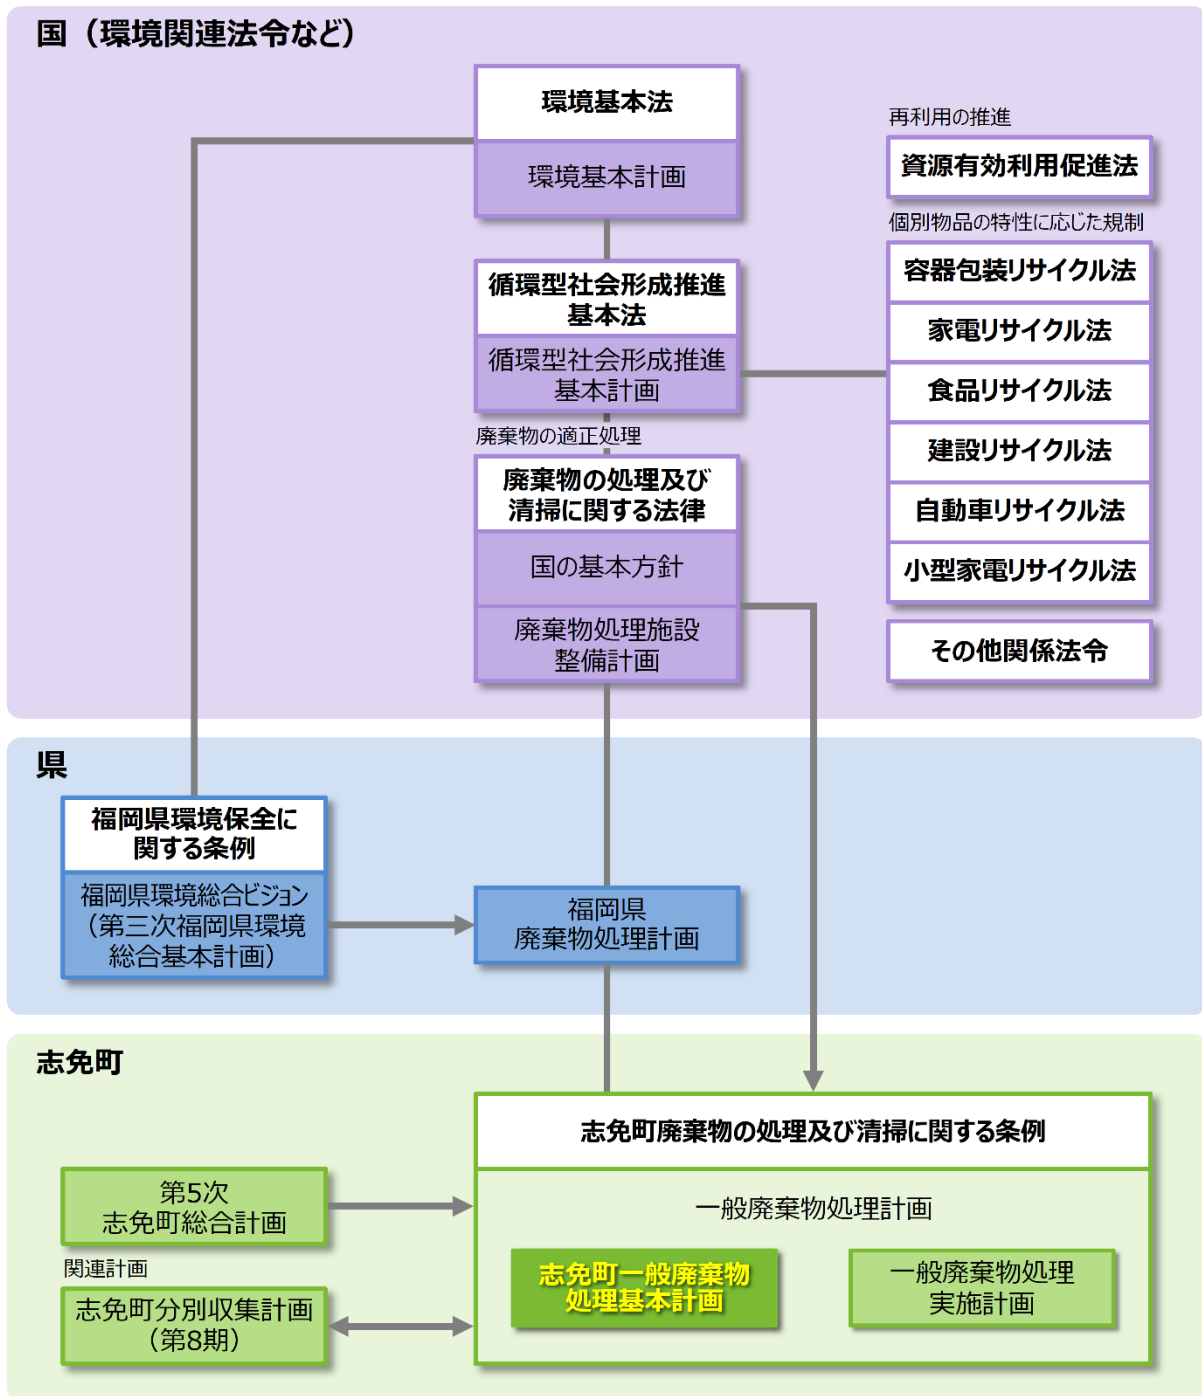 国（環境関連法令など）
環境基本法
環境基本計画
再利用の推進
資源有効利用促進法
個別物品の特性に応じた規制
容器包装リサイクル法
家電リサイクル法
食品リサイクル法
建設リサイクル法
自動車リサイクル法
小型家電リサイクル法
その他関係法令
循環型社会形成推進
基本法
循環型社会形成推進
基本計画
廃棄物の適正処理
廃棄物の処理及び
清掃に関する法律
国の基本方針
廃棄物処理施設
整備計画
県
福岡県環境保全に
関する条例
福岡県環境総合ビジョン
（第三次福岡県環境
総合基本計画）
福岡県
廃棄物処理計画
志免町
志免町廃棄物の処理及び清掃に関する条例
一般廃棄物処理計画
志免町一般廃棄物
処理基本計画
一般廃棄物処理
実施計画
第5次
志免町総合計画
関連計画
志免町分別収集計画
（第8期）